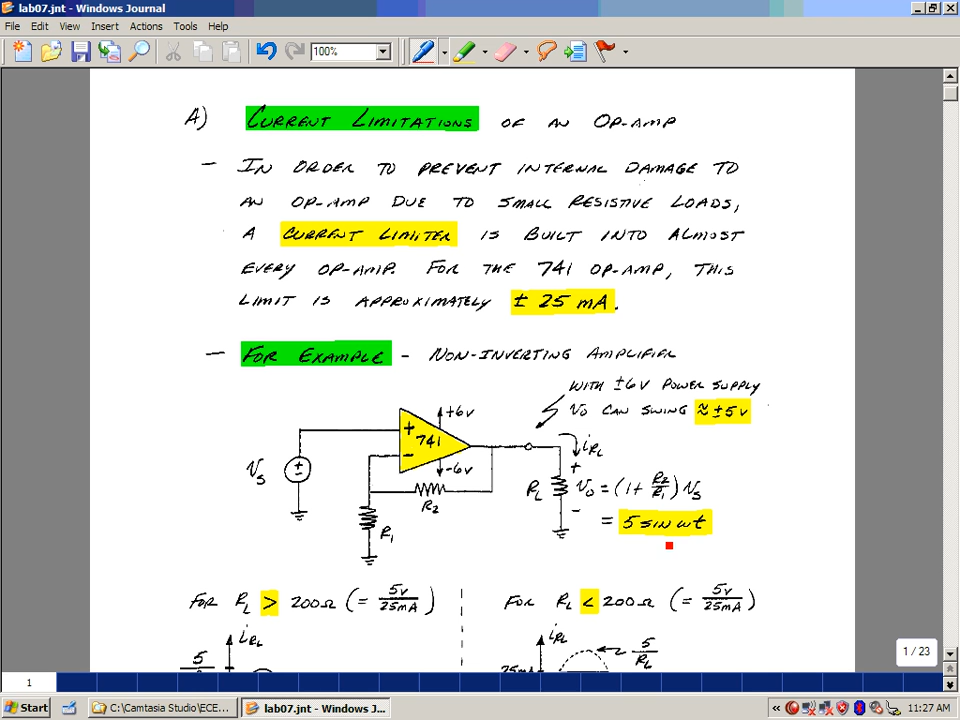 lab07.jnt - Windows Journal
File Edit View Insert Actions Tools Help
100%
A) CURRENT LIMITATIONS OF AN OP-AMP
- IN ORDER TO PREVENT INTERNAL DAMAGE TO
AN OP-AMP DUE TO SMALL RESISTIVE LOADS,
A CURRENT LIMITER IS BUILT INTO ALMOST
EVERY OP-AMP. FOR THE 741 OP-AMP, THIS
LIMIT IS APPROXIMATELY ± 25 mA.
- FOR EXAMPLE - NON-INVERTING AMPLIFIER
WITH ±6V POWER SUPPLY
VO CAN SWING ≈ ±5V
+6V
+
741
-
-6V
VS
+
-
R2
R1
iRL
RL
+
VO = (1 + R2/R1) VS
-
= 5 SIN ωt
FOR RL > 200Ω (= 5V/25mA)
FOR RL < 200Ω (= 5V/25mA)
iRL
5
iRL
5/RL
25mA
1 / 23
1
Start
C:\Camtasia Studio\ECE...
lab07.jnt - Windows J...
11:27 AM